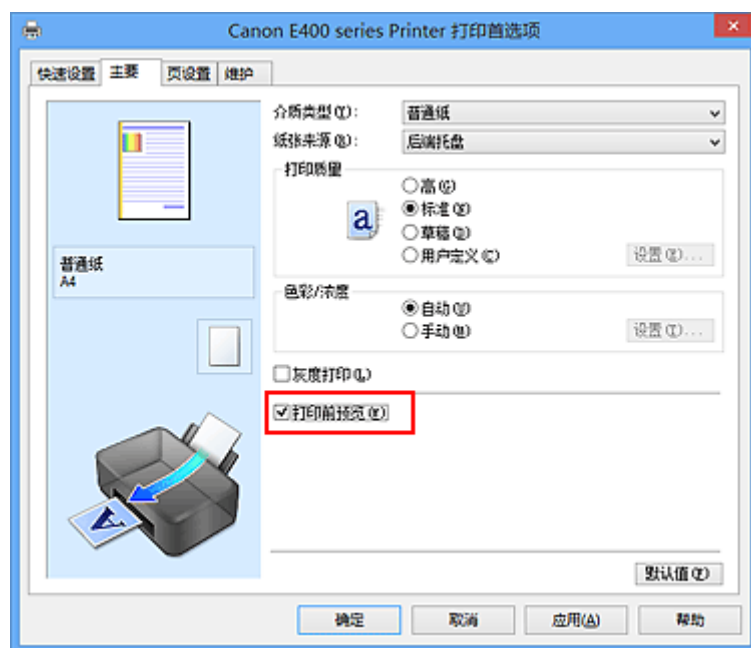 Canon E400 series Printer 打印首选项
快速设置 主要 页设置 维护
介质类型(Y): 普通纸
纸张来源(R): 后端托盘
打印质量
高(G)
a
标准(S)
草稿(D)
用户定义(C) 设置(E)...
普通纸
A4
色彩/浓度
自动(O)
手动(M) 设置(T)...
灰度打印(L)
打印前预览(W)
A
默认值(F)
确定 取消 应用(A) 帮助